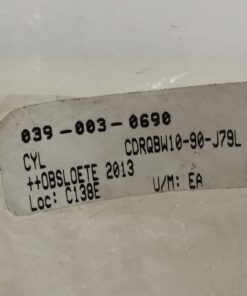 039-003-0690
CYL CDRQBW10-90-J79L
++OBSLOETE 2013
Loc: C138E U/M: EA